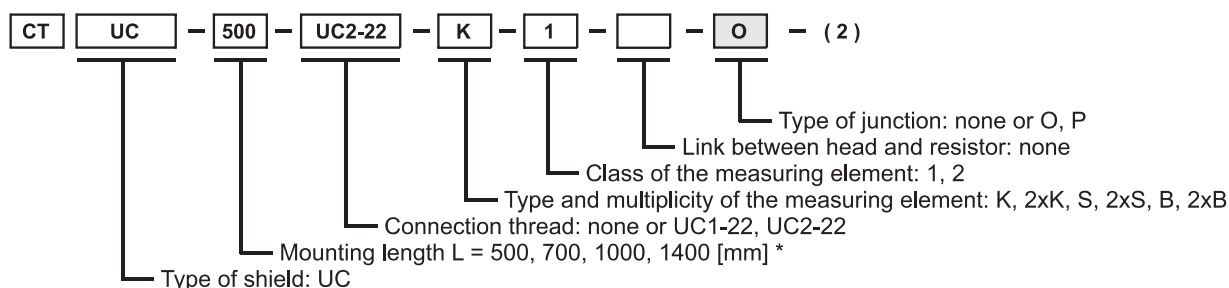 CT UC - 500 - UC2-22 - K - 1 - - O - (2)
Type of junction: none or O, P
Link between head and resistor: none
Class of the measuring element: 1, 2
Type and multiplicity of the measuring element: K, 2xK, S, 2xS, B, 2xB
Connection thread: none or UC1-22, UC2-22
Mounting length L = 500, 700, 1000, 1400 [mm] *
Type of shield: UC